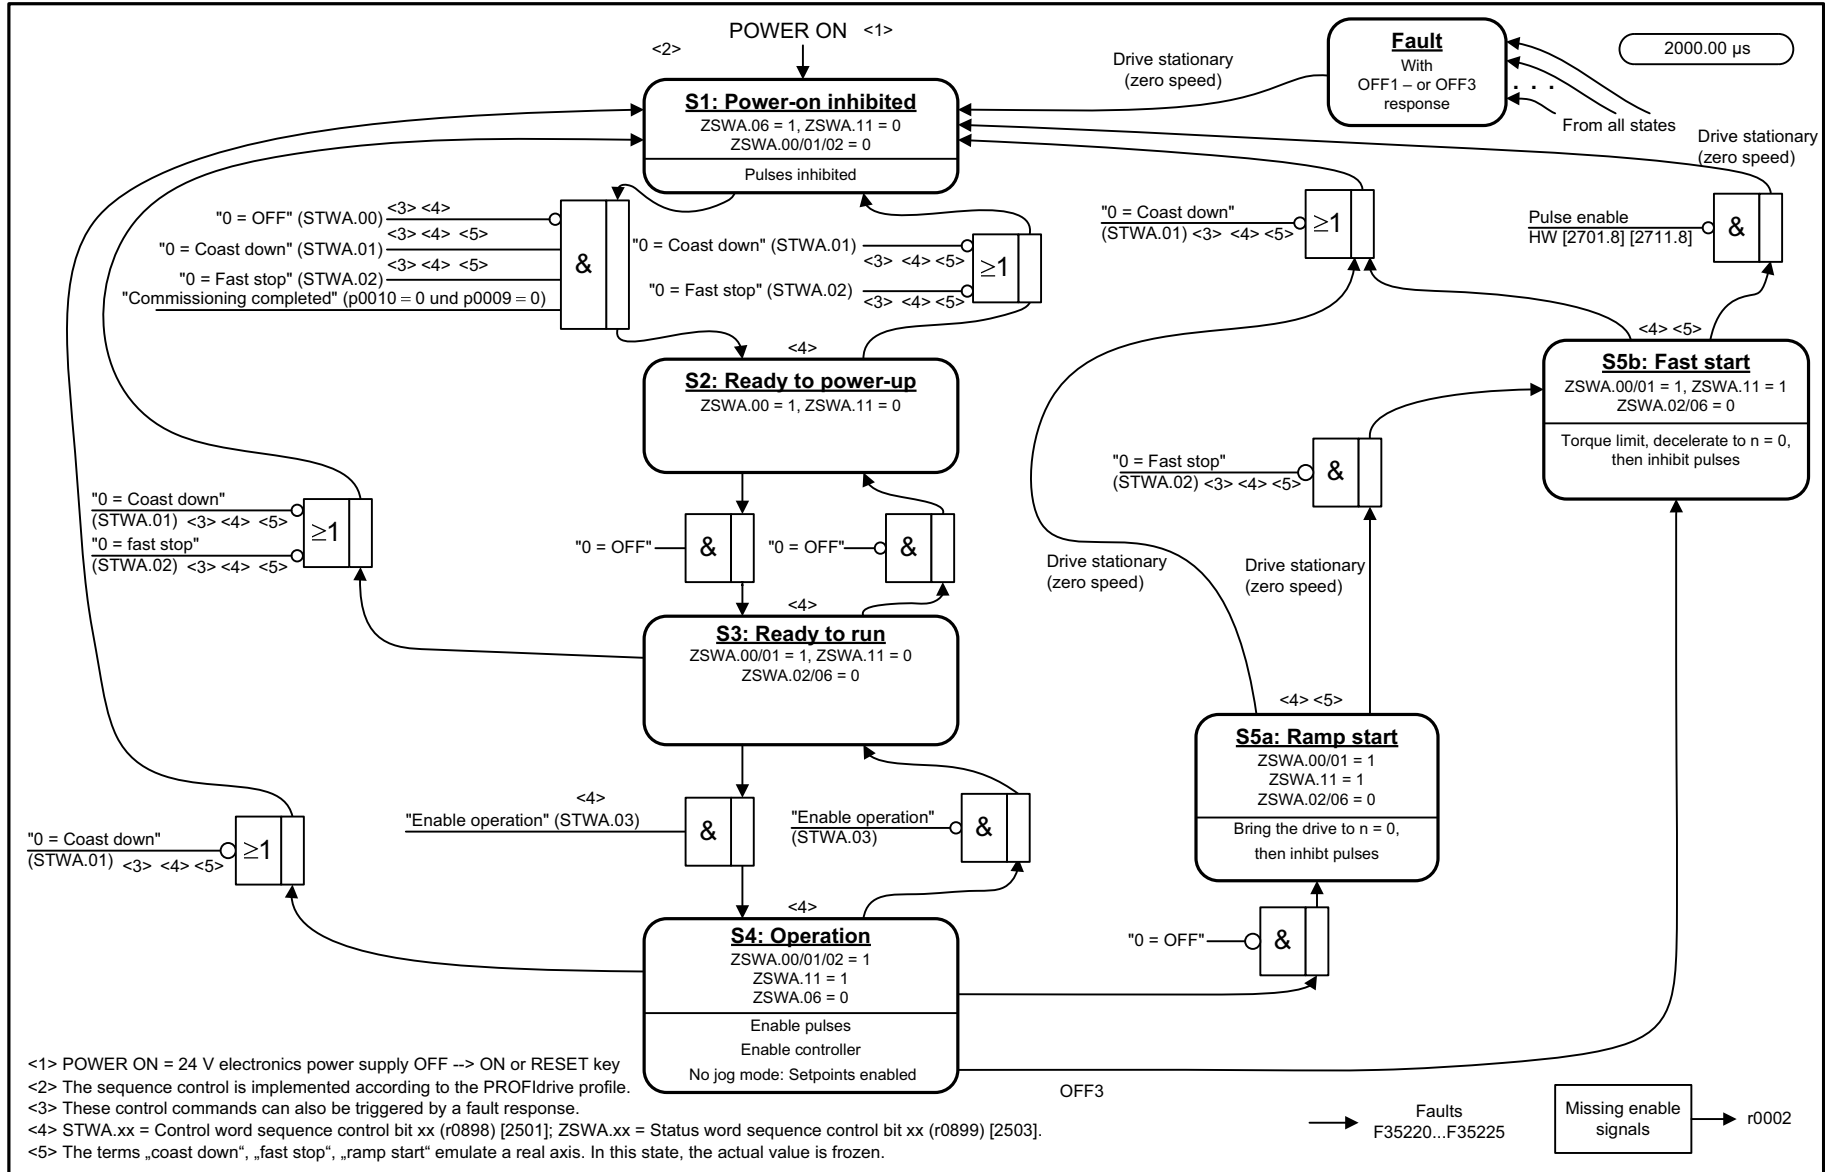 POWER ON <1>
<2>
S1: Power-on inhibited
ZSWA.06 = 1, ZSWA.11 = 0
ZSWA.00/01/02 = 0
Pulses inhibited
Drive stationary
(zero speed)
Fault
With
OFF1 – or OFF3
response
. . .
From all states
2000.00 µs
Drive stationary
(zero speed)
"0 = OFF" (STWA.00)
<3> <4>
"0 = Coast down" (STWA.01)
<3> <4> <5>
"0 = Fast stop" (STWA.02)
<3> <4> <5>
"Commissioning completed" (p0010 = 0 und p0009 = 0)
&
"0 = Coast down" (STWA.01)
<3> <4> <5>
"0 = Fast stop" (STWA.02)
<3> <4> <5>
≥1
"0 = Coast down"
(STWA.01) <3> <4> <5>
≥1
Pulse enable
HW [2701.8] [2711.8]
&
<4>
S2: Ready to power-up
ZSWA.00 = 1, ZSWA.11 = 0
<4> <5>
S5b: Fast start
ZSWA.00/01 = 1, ZSWA.11 = 1
ZSWA.02/06 = 0
Torque limit, decelerate to n = 0,
then inhibit pulses
"0 = Fast stop"
(STWA.02) <3> <4> <5>
&
"0 = Coast down"
(STWA.01) <3> <4> <5>
"0 = fast stop"
(STWA.02) <3> <4> <5>
≥1
"0 = OFF"
&
"0 = OFF"
&
Drive stationary
(zero speed)
Drive stationary
(zero speed)
<4>
S3: Ready to run
ZSWA.00/01 = 1, ZSWA.11 = 0
ZSWA.02/06 = 0
<4> <5>
S5a: Ramp start
ZSWA.00/01 = 1
ZSWA.11 = 1
ZSWA.02/06 = 0
Bring the drive to n = 0,
then inhibt pulses
<4>
"Enable operation" (STWA.03)
&
"Enable operation"
(STWA.03)
&
"0 = Coast down"
(STWA.01) <3> <4> <5>
≥1
"0 = OFF"
&
<4>
S4: Operation
ZSWA.00/01/02 = 1
ZSWA.11 = 1
ZSWA.06 = 0
Enable pulses
Enable controller
No jog mode: Setpoints enabled
OFF3
<1> POWER ON = 24 V electronics power supply OFF --> ON or RESET key
<2> The sequence control is implemented according to the PROFIdrive profile.
<3> These control commands can also be triggered by a fault response.
<4> STWA.xx = Control word sequence control bit xx (r0898) [2501]; ZSWA.xx = Status word sequence control bit xx (r0899) [2503].
<5> The terms „coast down“, „fast stop“, „ramp start“ emulate a real axis. In this state, the actual value is frozen.
Faults
F35220...F35225
Missing enable
signals
r0002